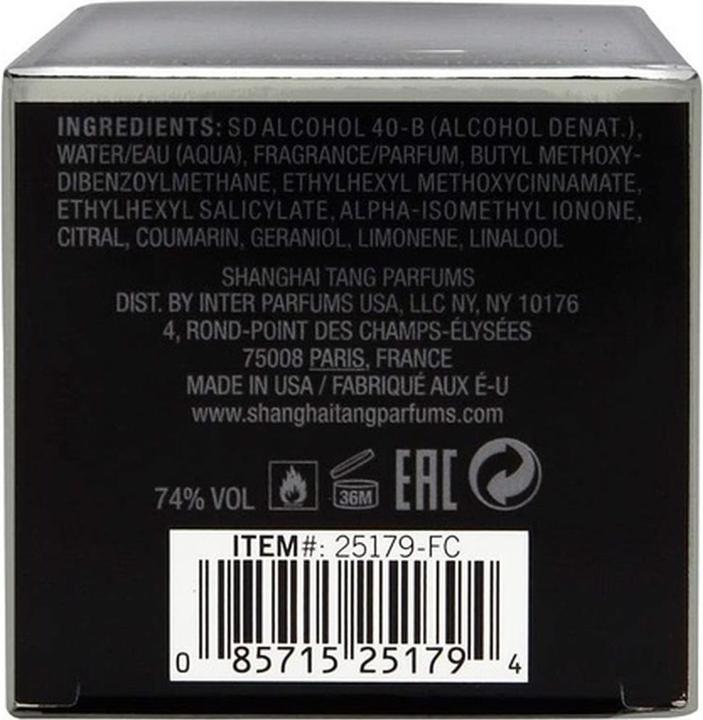 INGREDIENTS: SD ALCOHOL 40-B (ALCOHOL DENAT.),
WATER/EAU (AQUA), FRAGRANCE/PARFUM, BUTYL METHOXY-
DIBENZOYLMETHANE, ETHYLHEXYL METHOXYCINNAMATE,
ETHYLHEXYL SALICYLATE, ALPHA-ISOMETHYL IONONE,
CITRAL, COUMARIN, GERANIOL, LIMONENE, LINALOOL
SHANGHAI TANG PARFUMS
DIST. BY INTER PARFUMS USA, LLC NY, NY 10176
4, ROND-POINT DES CHAMPS-ÉLYSÉES
75008 PARIS, FRANCE
MADE IN USA / FABRIQUÉ AUX É-U
www.shanghaitangparfums.com
74% VOL 36M EAC
ITEM#: 25179-FC
0 85715 25179 4